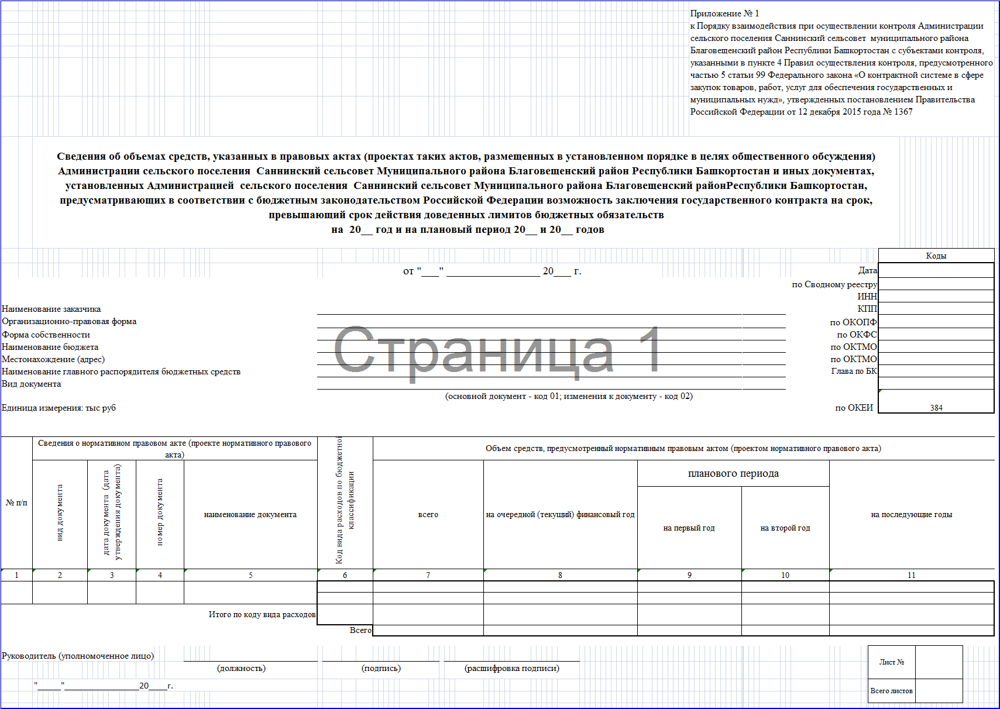 Приложение № 1
к Порядку взаимодействия при осуществлении контроля Администрации
сельского поселения Саннинский сельсовет  муниципального района
Благовещенский район Республики Башкортостан с субъектами контроля,
указанными в пункте 4 Правил осуществления контроля, предусмотренного
частью 5 статьи 99 Федерального закона «О контрактной системе в сфере
закупок товаров, работ, услуг для обеспечения государственных и
муниципальных нужд», утвержденных постановлением Правительства
Российской Федерации от 12 декабря 2015 года № 1367
Сведения об объемах средств, указанных в правовых актах (проектах таких актов, размещенных в установленном порядке в целях общественного обсуждения)
Администрации сельского поселения  Саннинский сельсовет Муниципального района Благовещенский район Республики Башкортостан и иных документах,
установленных Администрацией  сельского поселения  Саннинский сельсовет Муниципального района Благовещенский районРеспублики Башкортостан,
предусматривающих в соответствии с бюджетным законодательством Российской Федерации возможность заключения государственного контракта на срок,
превышающий срок действия доведенных лимитов бюджетных обязательств
на  20__ год и на плановый период 20__ и 20__ годов
Коды
от "___" ________________ 20___ г.
Дата
по Сводному реестру
ИНН
Наименование заказчика
КПП
Организационно-правовая форма
по ОКОПФ
Форма собственности
по ОКФС
Наименование бюджета
по ОКТМО
Местонахождение (адрес)
по ОКТМО
Наименование главного распорядителя бюджетных средств
Глава по БК
Вид документа
Страница 1
(основной документ - код 01; изменения к документу - код 02)
Единица измерения: тыс руб
по ОКЕИ
384
№ п/п
Сведения о нормативном правовом акте (проекте нормативного правового
акта)
вид документа
дата документа  (дата
утверждения документа)
номер документа
наименование документа
Код вида расходов по бюджетной
классификации
Объем средств, предусмотренный нормативным правовым актом (проектом нормативного правового акта)
всего
на очередной (текущий) финансовый год
планового периода
на первый год
на второй год
на последующие годы
1 2 3 4 5 6 7 8 9 10 11
Итого по коду вида расходов
Всего
Руководитель (уполномоченное лицо)
(должность)
(подпись)
(расшифровка подписи)
"_____"________________20____г.
Лист №
Всего листов